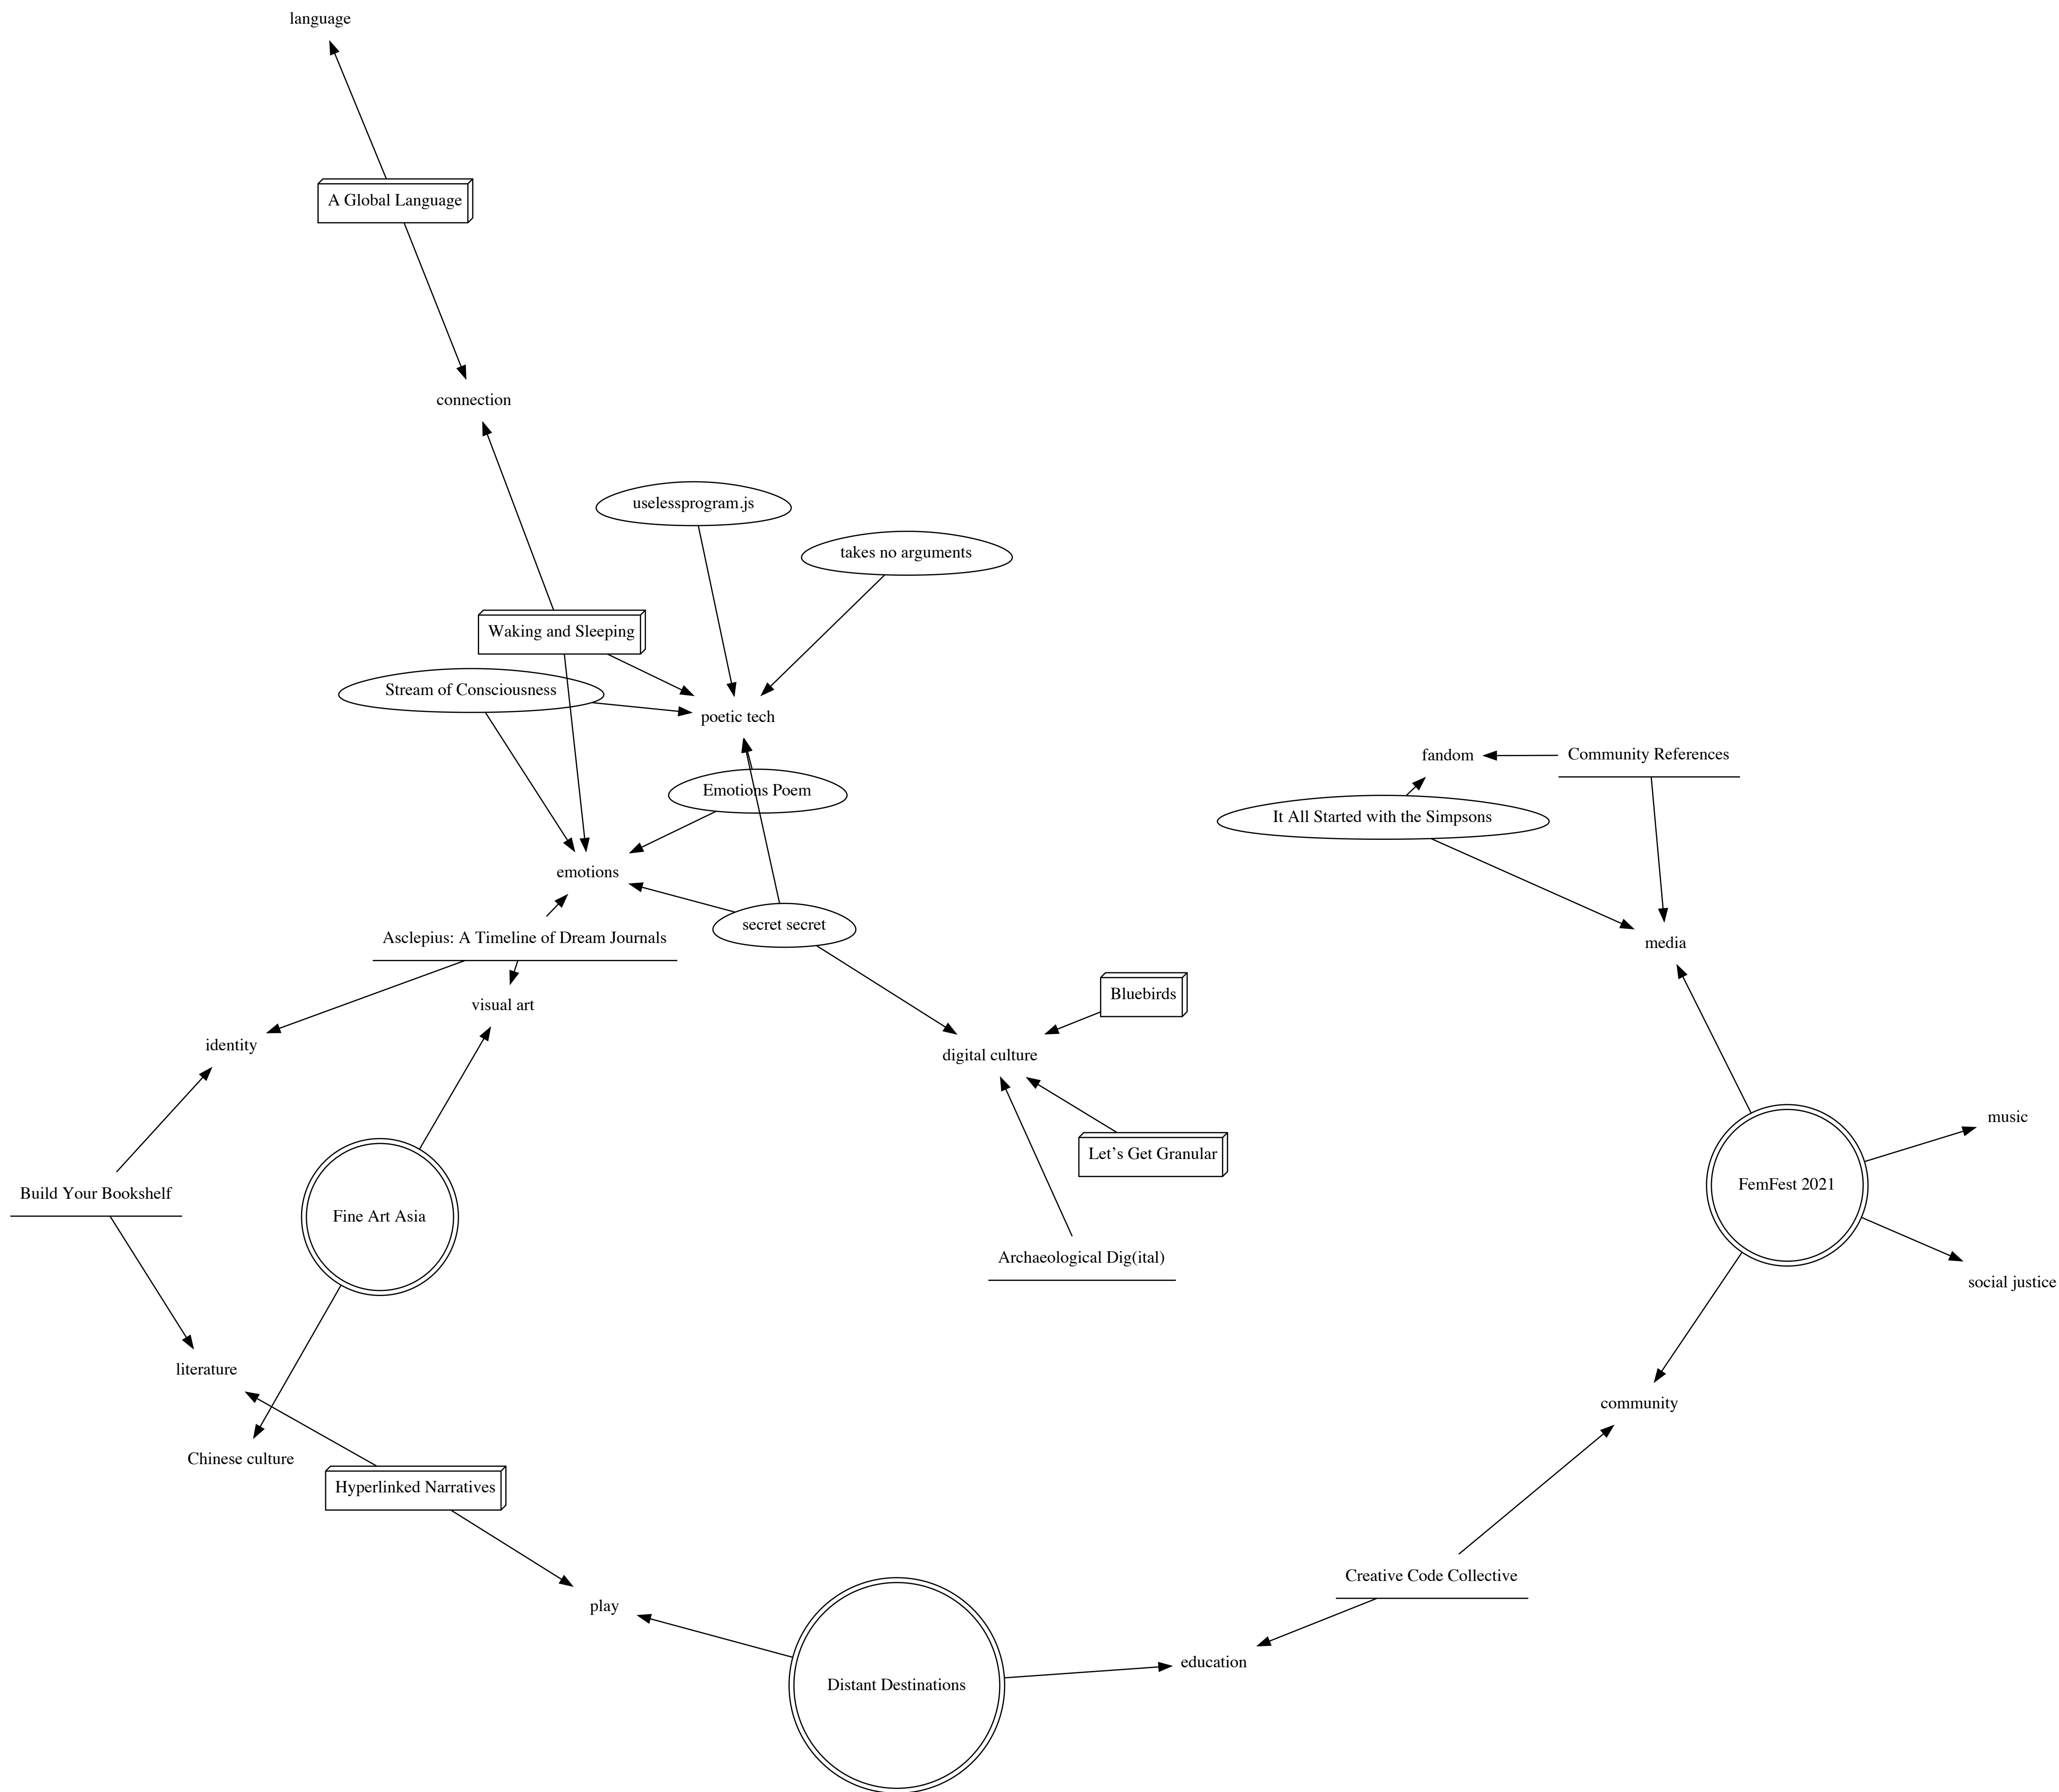 language
A Global Language
connection
uselessprogram.js
takes no arguments
Waking and Sleeping
Stream of Consciousness
poetic tech
fandom
Community References
Emotions Poem
It All Started with the Simpsons
emotions
secret secret
Asclepius: A Timeline of Dream Journals
media
Bluebirds
visual art
identity
digital culture
music
Let's Get Granular
FemFest 2021
Build Your Bookshelf
Fine Art Asia
Archaeological Dig(ital)
social justice
literature
community
Chinese culture
Hyperlinked Narratives
Creative Code Collective
play
education
Distant Destinations